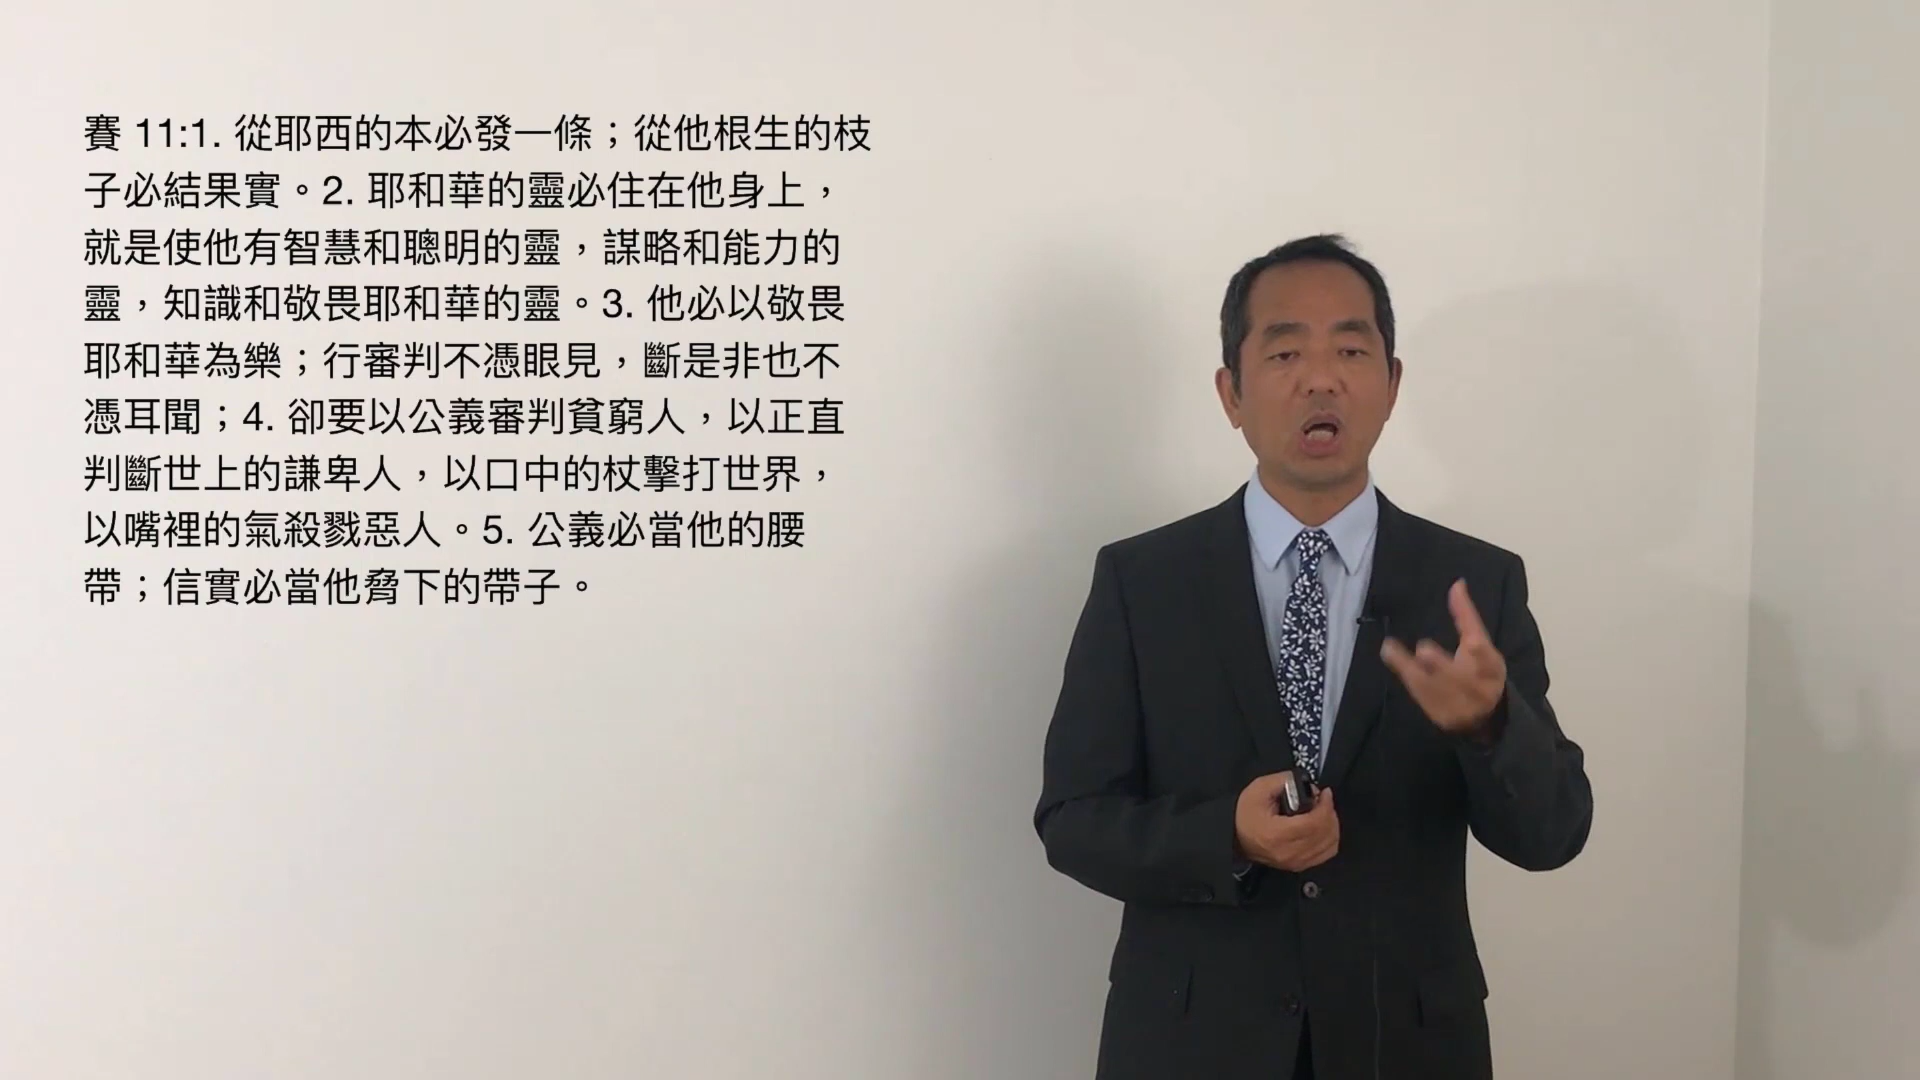 賽 11:1. 從耶西的本必發一條；從他根生的枝
子必結果實。2. 耶和華的靈必住在他身上，
就是使他有智慧和聰明的靈，謀略和能力的
靈，知識和敬畏耶和華的靈。3. 他必以敬畏
耶和華為樂；行審判不憑眼見，斷是非也不
憑耳聞；4. 卻要以公義審判貧窮人，以正直
判斷世上的謙卑人，以口中的杖擊打世界，
以嘴裡的氣殺戮惡人。5. 公義必當他的腰
帶；信實必當他脅下的帶子。